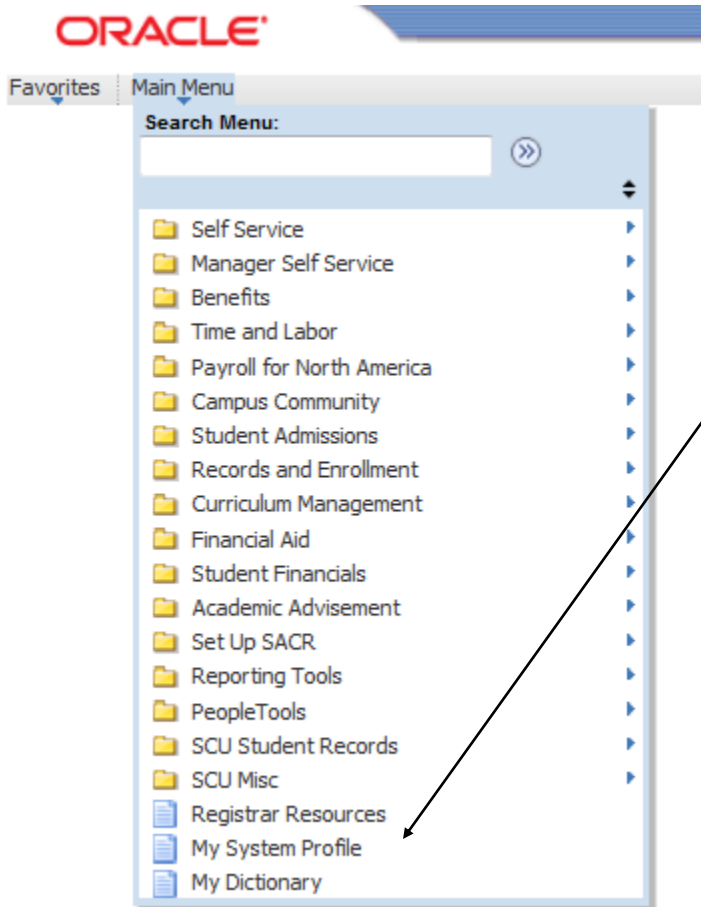 ORACLE
Favorites Main Menu
Search Menu:
Self Service
Manager Self Service
Benefits
Time and Labor
Payroll for North America
Campus Community
Student Admissions
Records and Enrollment
Curriculum Management
Financial Aid
Student Financials
Academic Advisement
Set Up SACR
Reporting Tools
PeopleTools
SCU Student Records
SCU Misc
Registrar Resources
My System Profile
My Dictionary